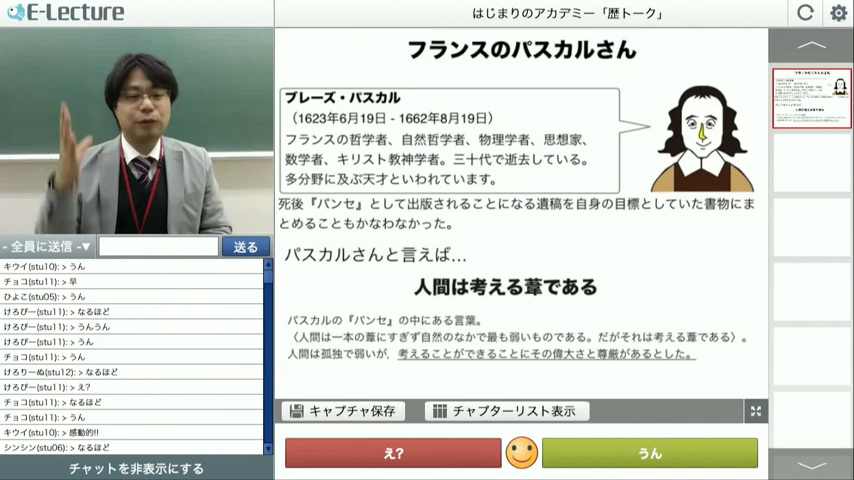 E-Lecture
はじまりのアカデミー「歴トーク」
- 全員に送信 -▼
送る
キウイ(stu10): > うん
チョコ(stu11): > 早
ひよこ(stu05): > うん
けろぴー(stu11): > なるほど
けろぴー(stu11): > うんうん
けろぴー(stu11): > うん
チョコ(stu11): > うん
けろりーぬ(stu12): > なるほど
けろぴー(stu11): > え?
チョコ(stu11): > なるほど
チョコ(stu11): > うん
キウイ(stu10): > 感動的!!
シンシン(stu06): > なるほど
チャットを非表示にする
フランスのパスカルさん
ブレーズ・パスカル
（1623年6月19日 - 1662年8月19日）
フランスの哲学者、自然哲学者、物理学者、思想家、
数学者、キリスト教神学者。三十代で逝去している。
多分野に及ぶ天才といわれています。
死後『パンセ』として出版されることになる遺稿を自身の目標としていた書物にま
とめることもかなわなかった。
パスカルさんと言えば…
人間は考える葦である
パスカルの『パンセ』の中にある言葉。
〈人間は一本の葦にすぎず自然のなかで最も弱いものである。だがそれは考える葦である〉。
人間は孤独で弱いが，考えることができることにその偉大さと尊厳があるとした。
キャプチャ保存
チャプターリスト表示
え?
うん